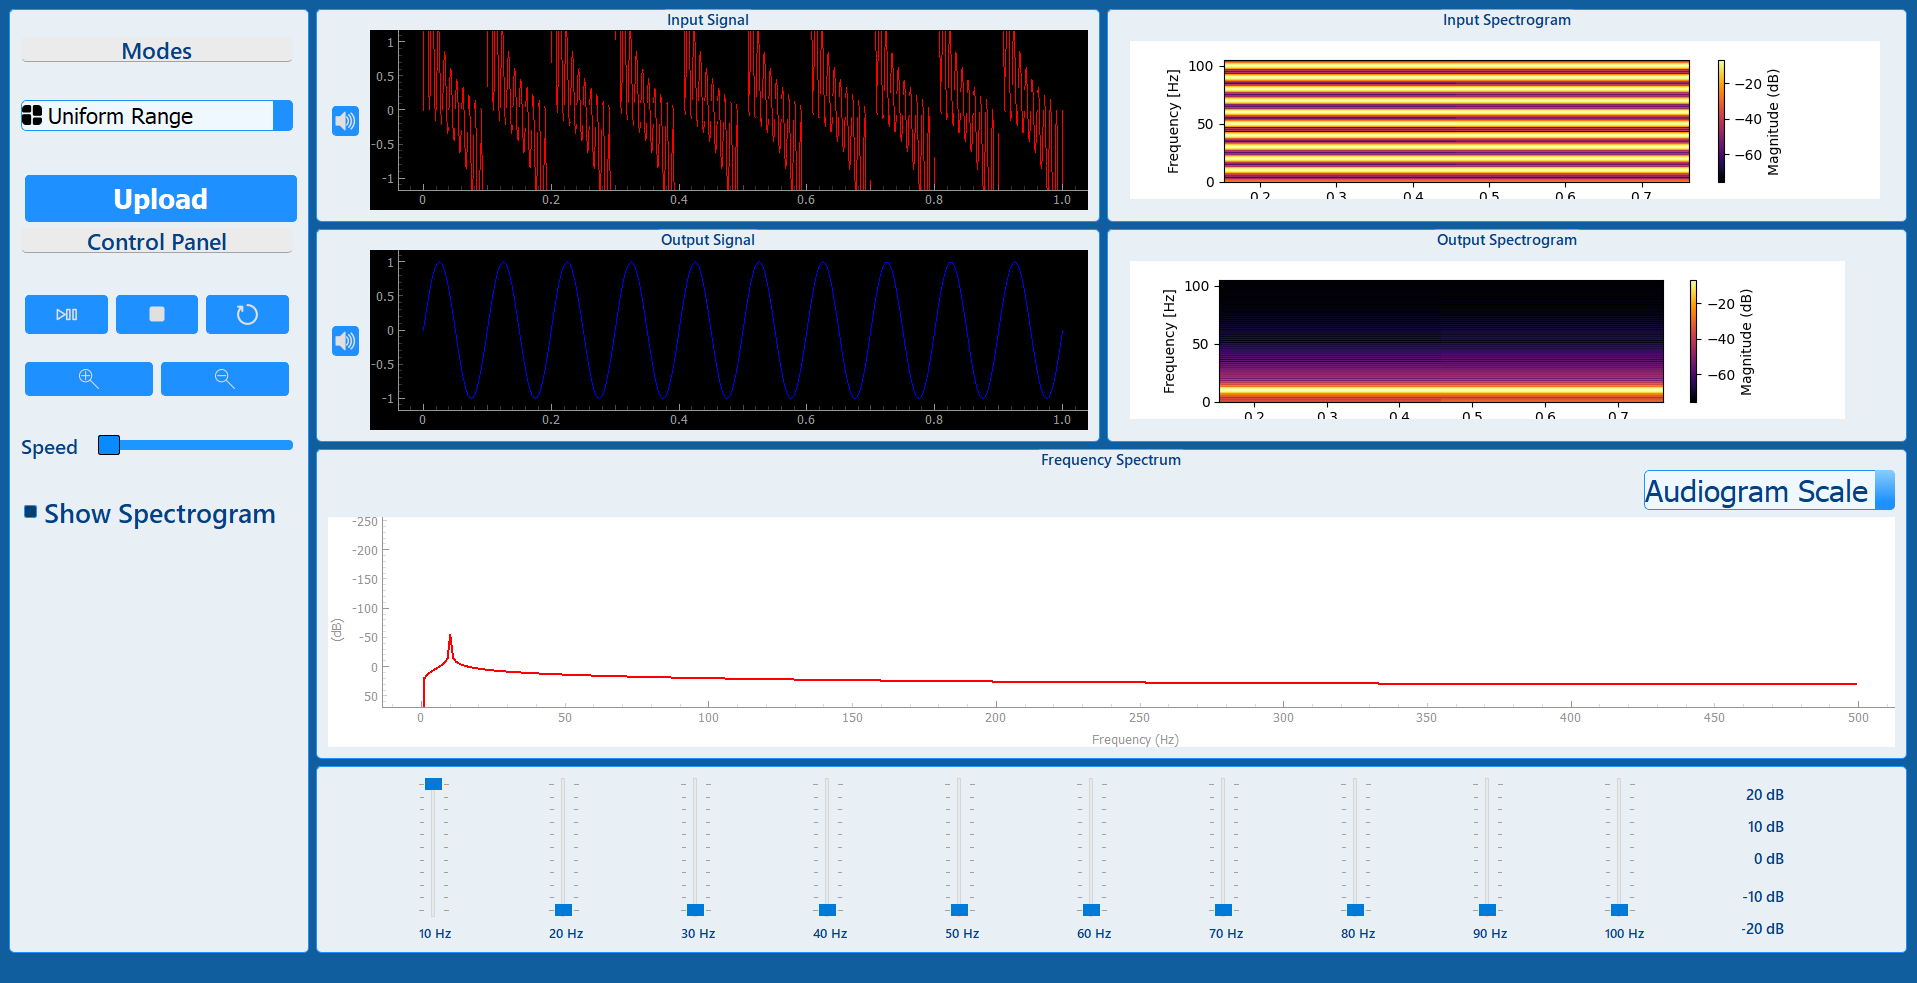 Modes
Uniform Range
Upload
Control Panel
Speed
Show Spectrogram
Input Signal
1
0.5
0
-0.5
-1
0 0.2 0.4 0.6 0.8 1.0
Input Spectrogram
Frequency [Hz]
100
50
0
0.2 0.3 0.4 0.5 0.6 0.7
−20
−40
−60
Magnitude (dB)
Output Signal
1
0.5
0
-0.5
-1
0 0.2 0.4 0.6 0.8 1.0
Output Spectrogram
Frequency [Hz]
100
50
0
0.2 0.3 0.4 0.5 0.6 0.7
−20
−40
−60
Magnitude (dB)
Frequency Spectrum
Audiogram Scale
(dB)
-250
-200
-150
-100
-50
0
50
0 50 100 150 200 250 300 350 400 450 500
Frequency (Hz)
10 Hz 20 Hz 30 Hz 40 Hz 50 Hz 60 Hz 70 Hz 80 Hz 90 Hz 100 Hz
20 dB
10 dB
0 dB
-10 dB
-20 dB